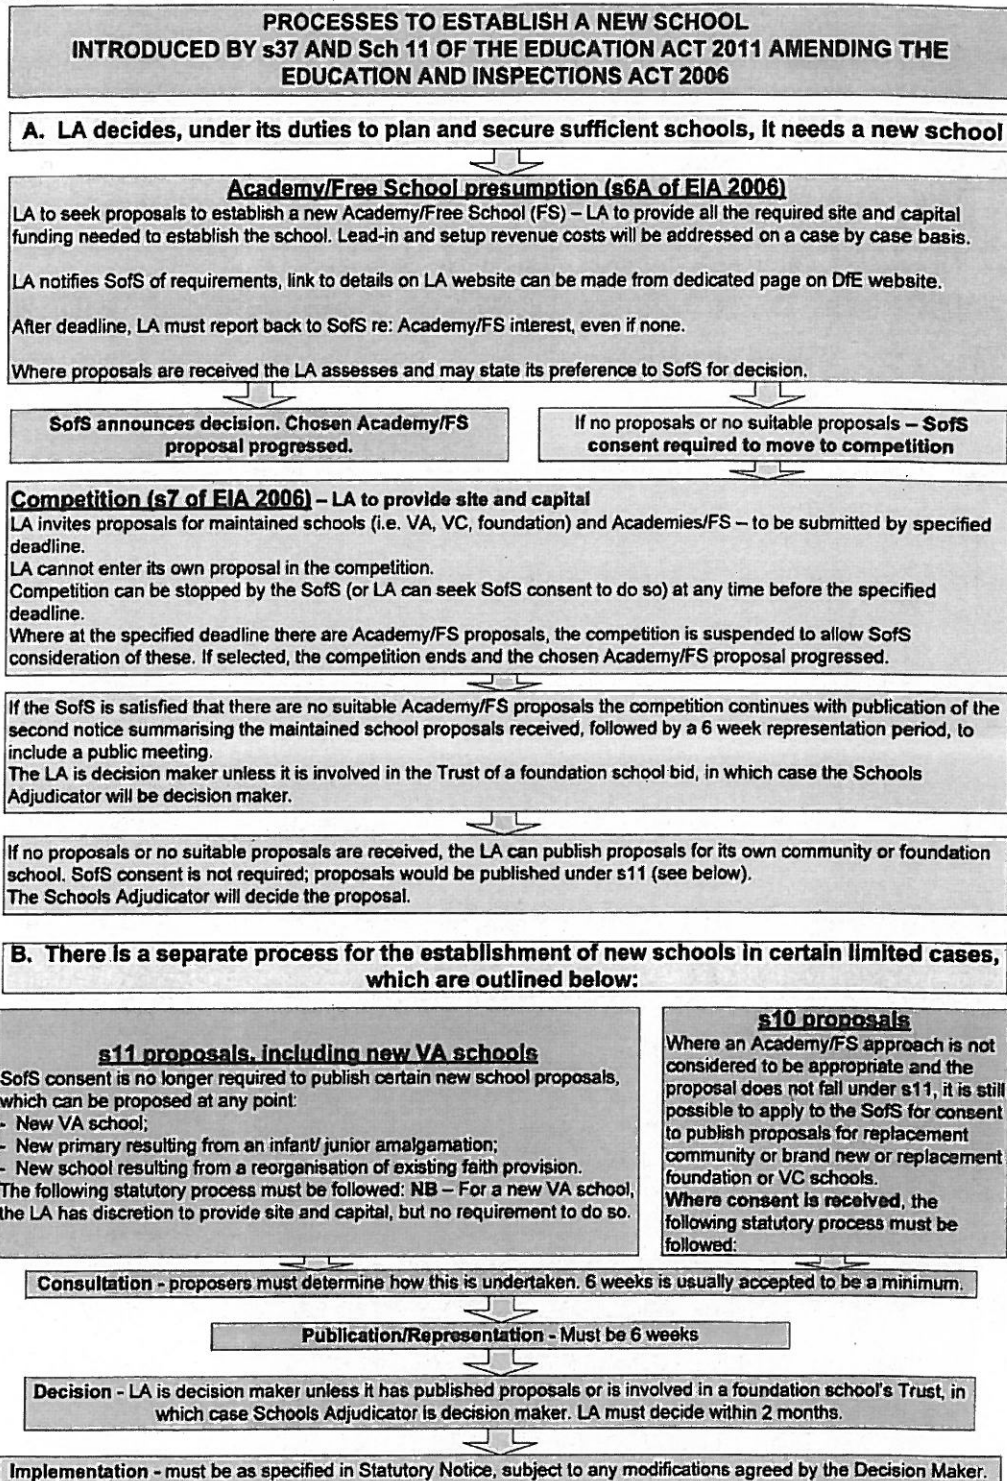 PROCESSES TO ESTABLISH A NEW SCHOOL
INTRODUCED BY s37 AND Sch 11 OF THE EDUCATION ACT 2011 AMENDING THE
EDUCATION AND INSPECTIONS ACT 2006
A. LA decides, under its duties to plan and secure sufficient schools, it needs a new school
Academy/Free School presumption (s6A of EIA 2006)
LA to seek proposals to establish a new Academy/Free School (FS) – LA to provide all the required site and capital
funding needed to establish the school. Lead-in and setup revenue costs will be addressed on a case by case basis.
LA notifies SofS of requirements, link to details on LA website can be made from dedicated page on DfE website.
After deadline, LA must report back to SofS re: Academy/FS interest, even if none.
Where proposals are received the LA assesses and may state its preference to SofS for decision.
SofS announces decision. Chosen Academy/FS
proposal progressed.
If no proposals or no suitable proposals – SofS
consent required to move to competition
Competition (s7 of EIA 2006) – LA to provide site and capital
LA invites proposals for maintained schools (i.e. VA, VC, foundation) and Academies/FS – to be submitted by specified
deadline.
LA cannot enter its own proposal in the competition.
Competition can be stopped by the SofS (or LA can seek SofS consent to do so) at any time before the specified
deadline.
Where at the specified deadline there are Academy/FS proposals, the competition is suspended to allow SofS
consideration of these. If selected, the competition ends and the chosen Academy/FS proposal progressed.
If the SofS is satisfied that there are no suitable Academy/FS proposals the competition continues with publication of the
second notice summarising the maintained school proposals received, followed by a 6 week representation period, to
include a public meeting.
The LA is decision maker unless it is involved in the Trust of a foundation school bid, in which case the Schools
Adjudicator will be decision maker.
If no proposals or no suitable proposals are received, the LA can publish proposals for its own community or foundation
school. SofS consent is not required; proposals would be published under s11 (see below).
The Schools Adjudicator will decide the proposal.
B. There is a separate process for the establishment of new schools in certain limited cases,
which are outlined below:
s11 proposals, including new VA schools
SofS consent is no longer required to publish certain new school proposals,
which can be proposed at any point:
- New VA school;
- New primary resulting from an infant/ junior amalgamation;
- New school resulting from a reorganisation of existing faith provision.
The following statutory process must be followed: NB – For a new VA school,
the LA has discretion to provide site and capital, but no requirement to do so.
s10 proposals
Where an Academy/FS approach is not
considered to be appropriate and the
proposal does not fall under s11, it is still
possible to apply to the SofS for consent
to publish proposals for replacement
community or brand new or replacement
foundation or VC schools.
Where consent is received, the
following statutory process must be
followed:
Consultation - proposers must determine how this is undertaken. 6 weeks is usually accepted to be a minimum.
Publication/Representation - Must be 6 weeks
Decision - LA is decision maker unless it has published proposals or is involved in a foundation school's Trust, in
which case Schools Adjudicator is decision maker. LA must decide within 2 months.
Implementation - must be as specified in Statutory Notice, subject to any modifications agreed by the Decision Maker.